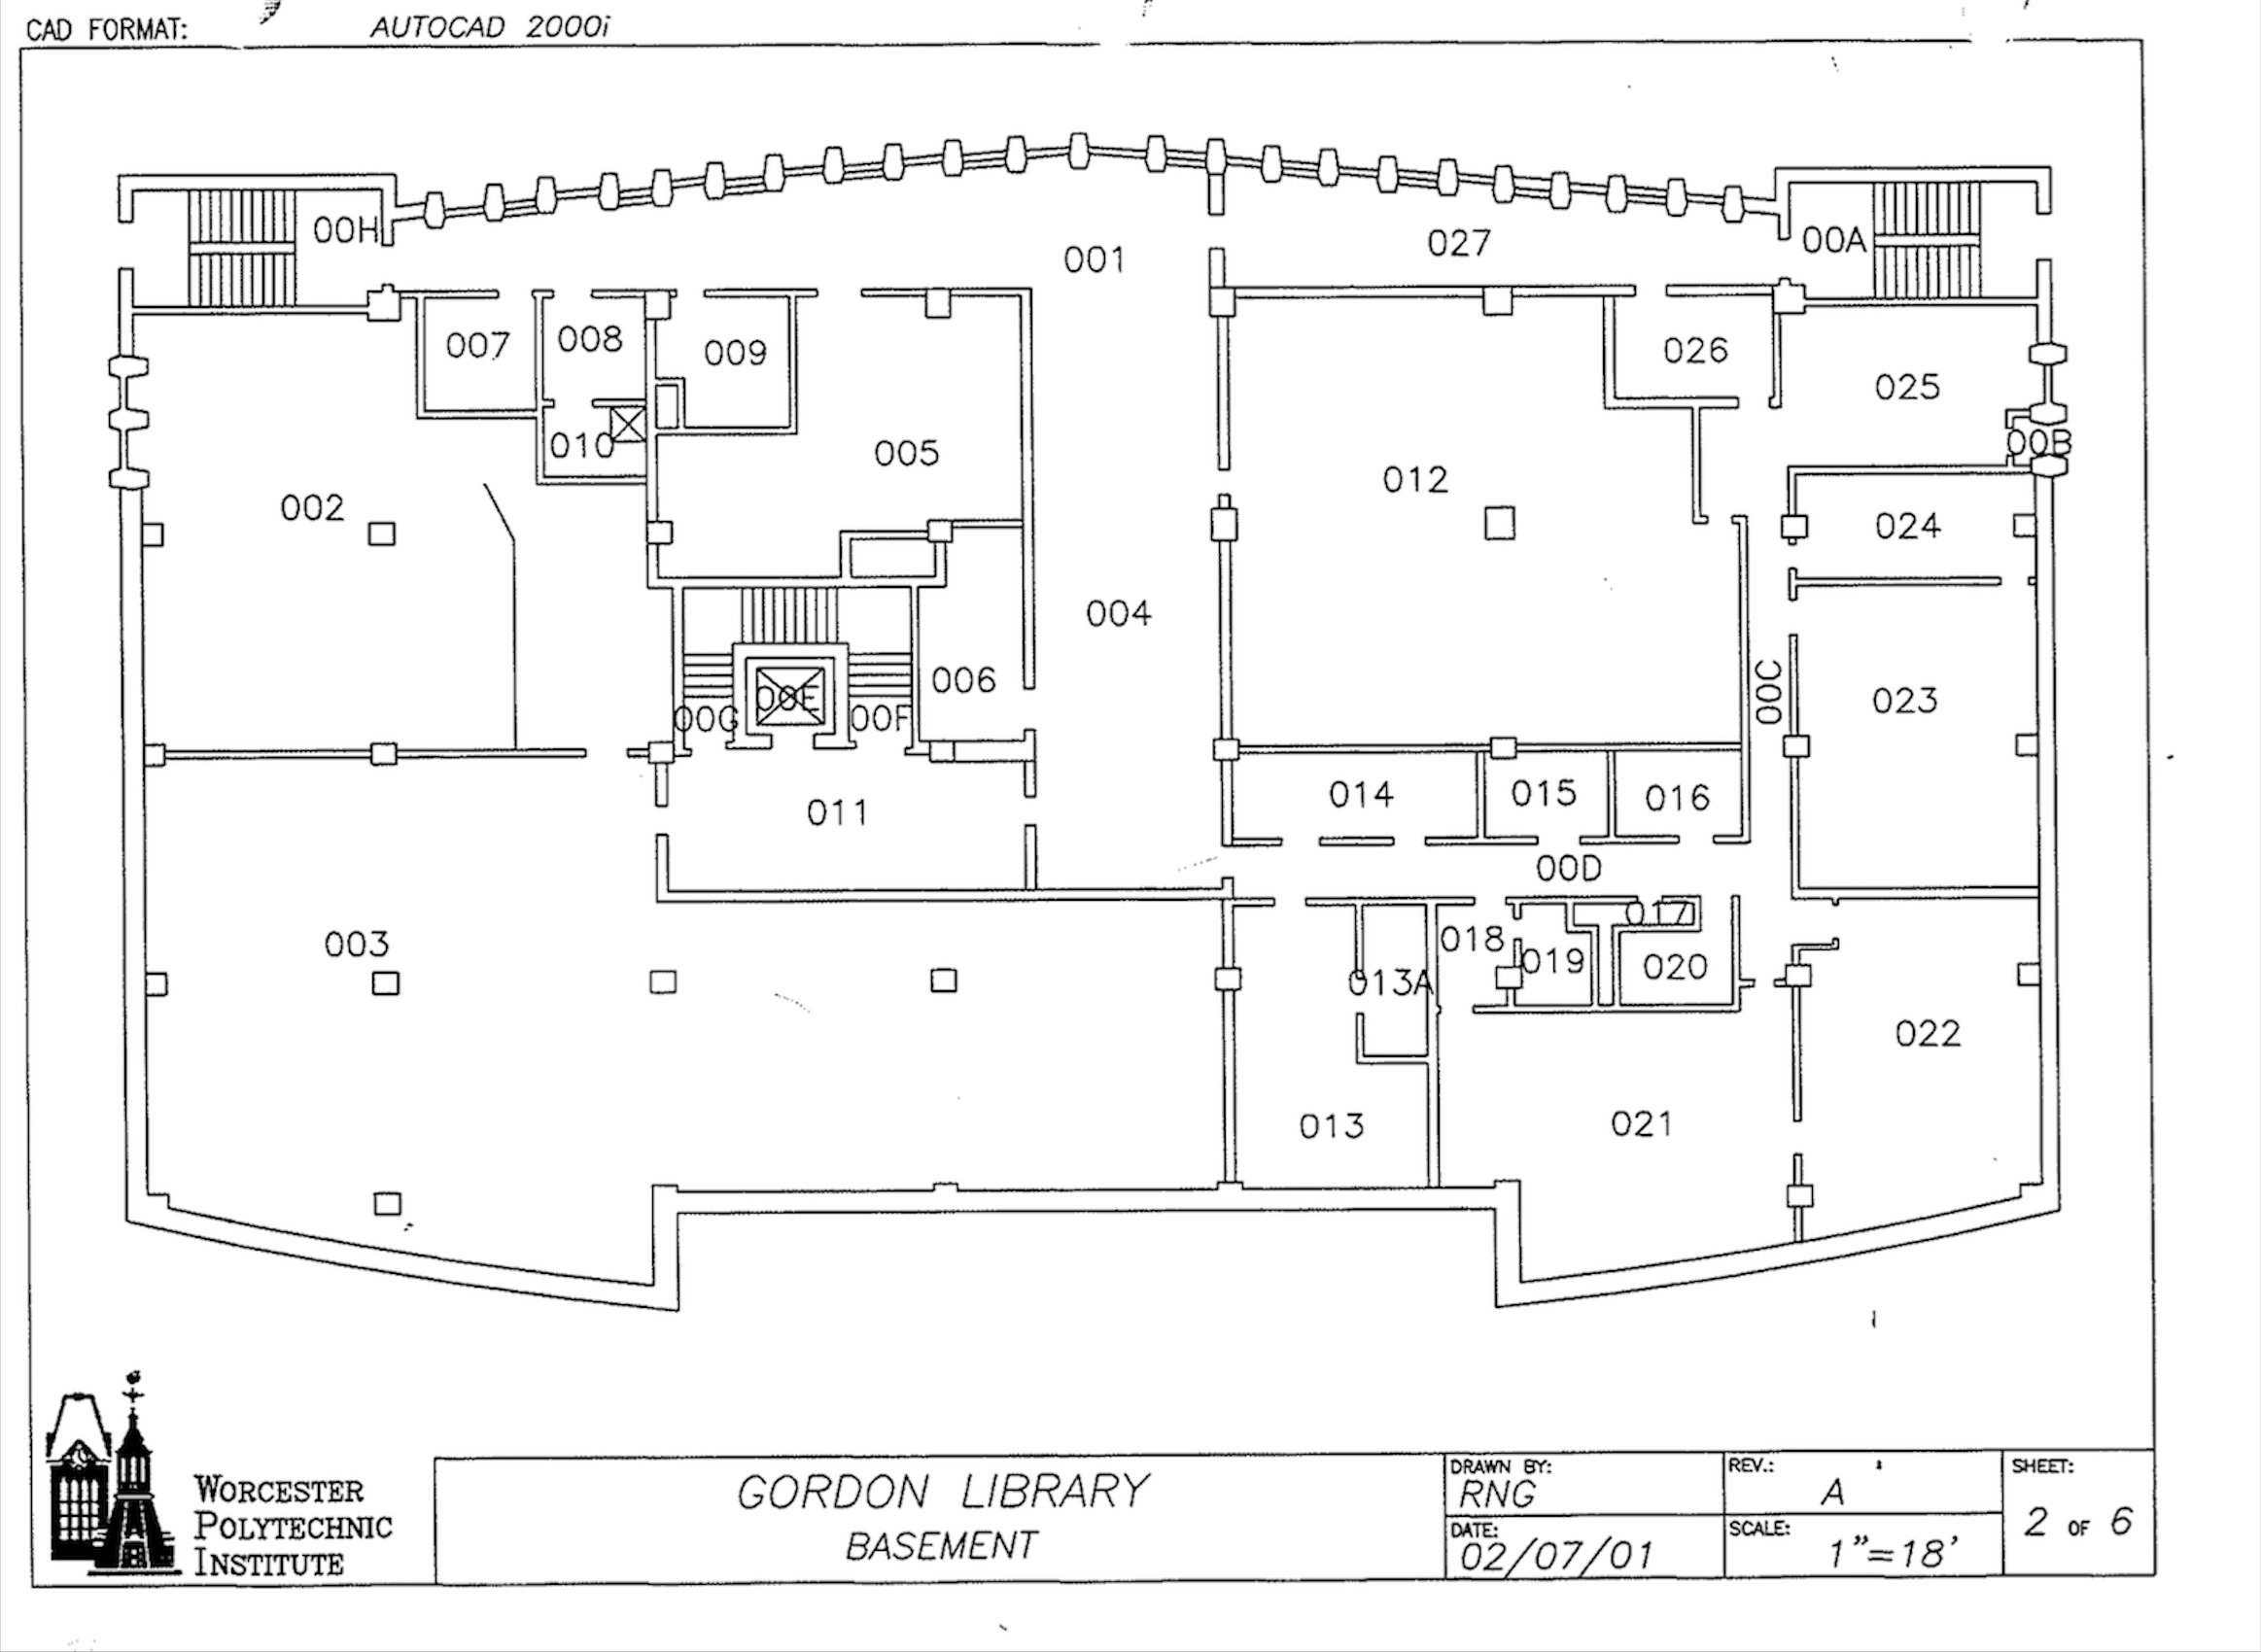 CAD FORMAT: AUTOCAD 2000i
00H
001
027
00A
007
008
009
026
025
010
005
00B
002
012
024
004
006
00C
023
00G
00E
00F
011
014
015
016
00D
003
017
018
019
020
013A
022
013
021
WORCESTER
POLYTECHNIC
INSTITUTE
GORDON LIBRARY
BASEMENT
DRAWN BY:
RNG
DATE:
02/07/01
REV.:
A
SCALE:
1"=18'
SHEET:
2 OF 6